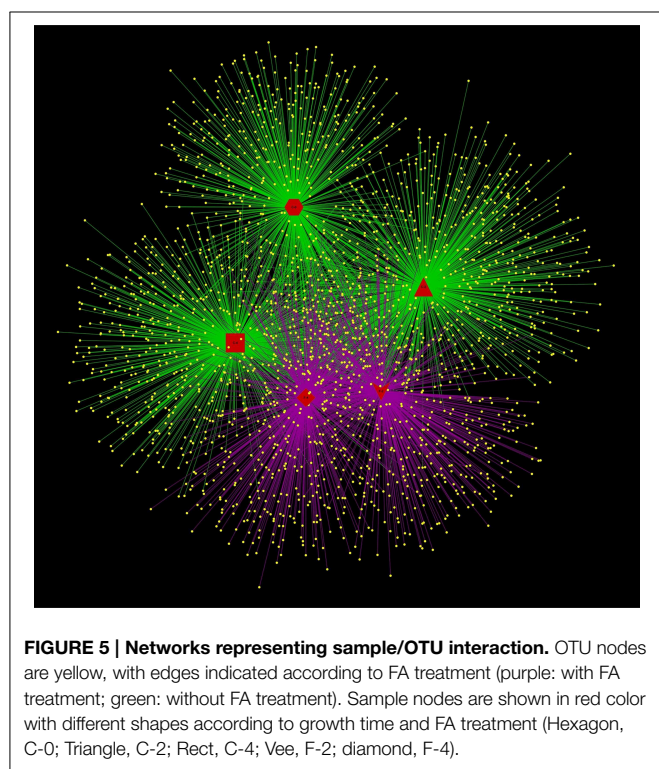 FIGURE 5 | Networks representing sample/OTU interaction. OTU nodes
are yellow, with edges indicated according to FA treatment (purple: with FA
treatment; green: without FA treatment). Sample nodes are shown in red color
with different shapes according to growth time and FA treatment (Hexagon,
C-0; Triangle, C-2; Rect, C-4; Vee, F-2; diamond, F-4).